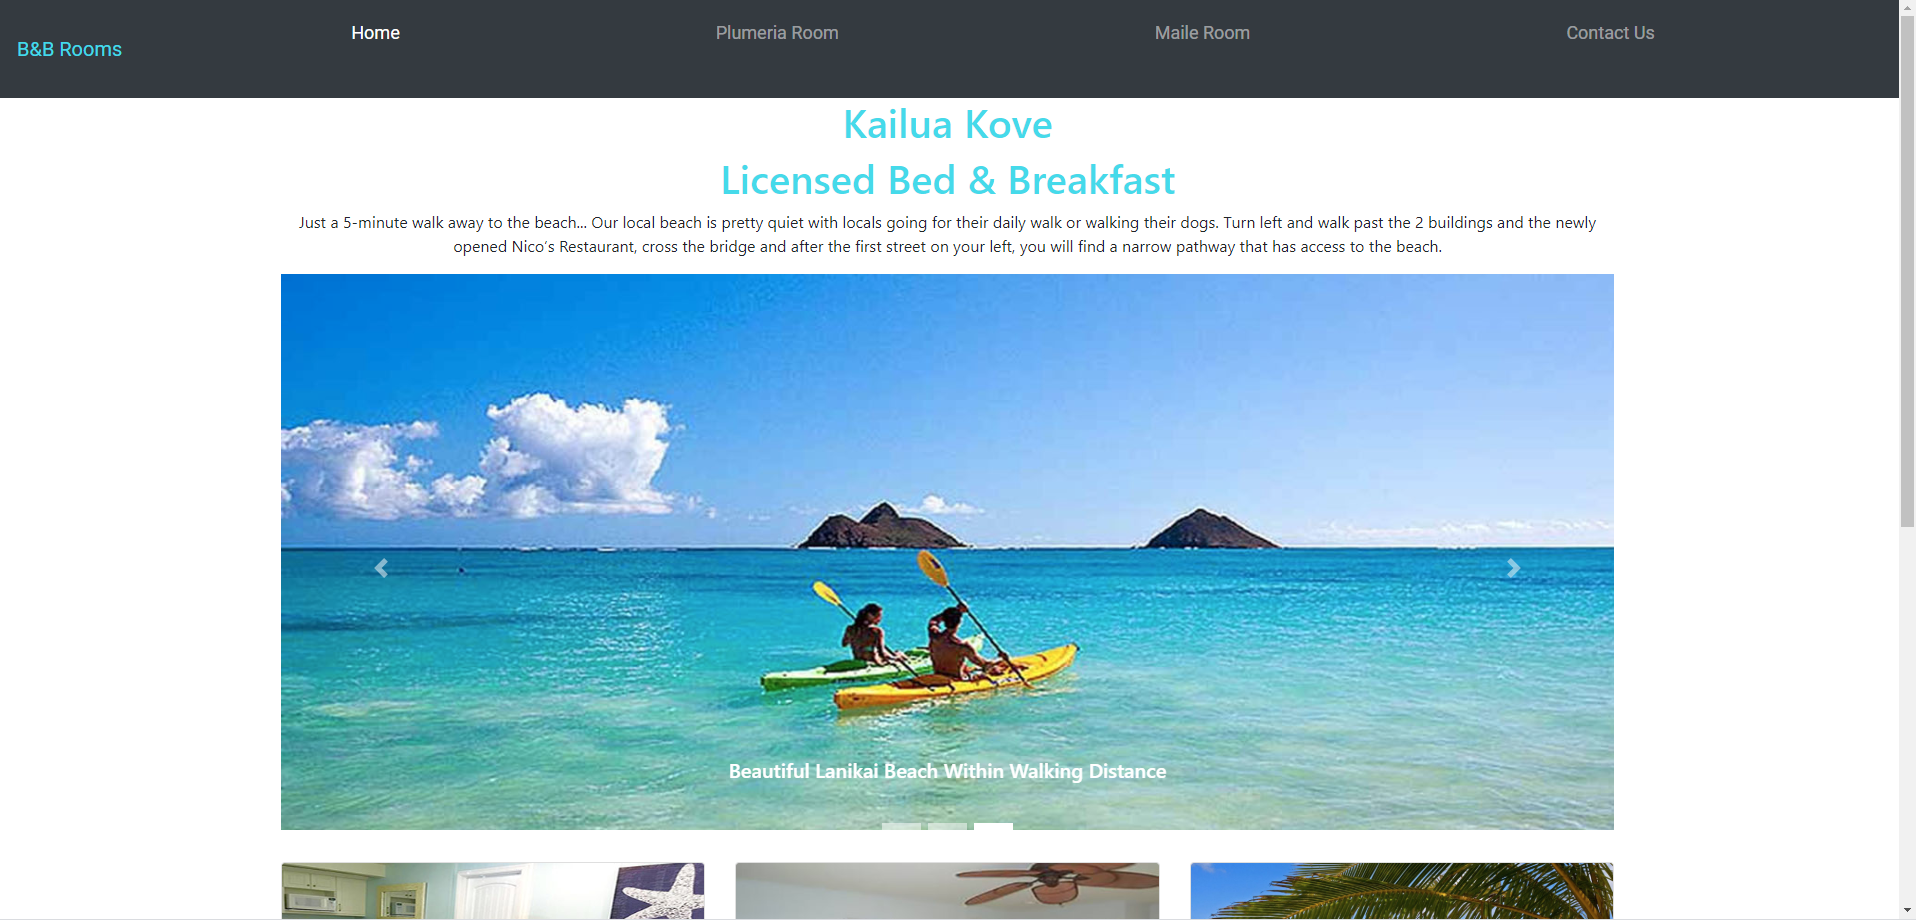 B&B Rooms
Home
Plumeria Room
Maile Room
Contact Us
Kailua Kove
Licensed Bed & Breakfast
Just a 5-minute walk away to the beach... Our local beach is pretty quiet with locals going for their daily walk or walking their dogs. Turn left and walk past the 2 buildings and the newly
opened Nico's Restaurant, cross the bridge and after the first street on your left, you will find a narrow pathway that has access to the beach.
Beautiful Lanikai Beach Within Walking Distance